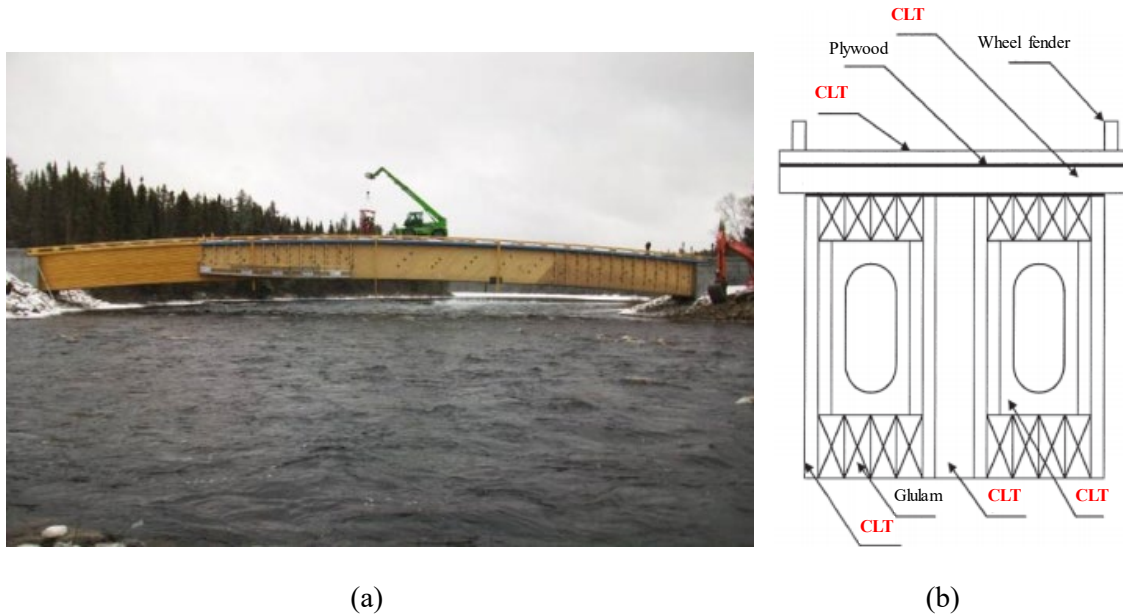 CLT
Plywood
Wheel fender
CLT
Glulam
CLT
CLT
CLT
(a)
(b)